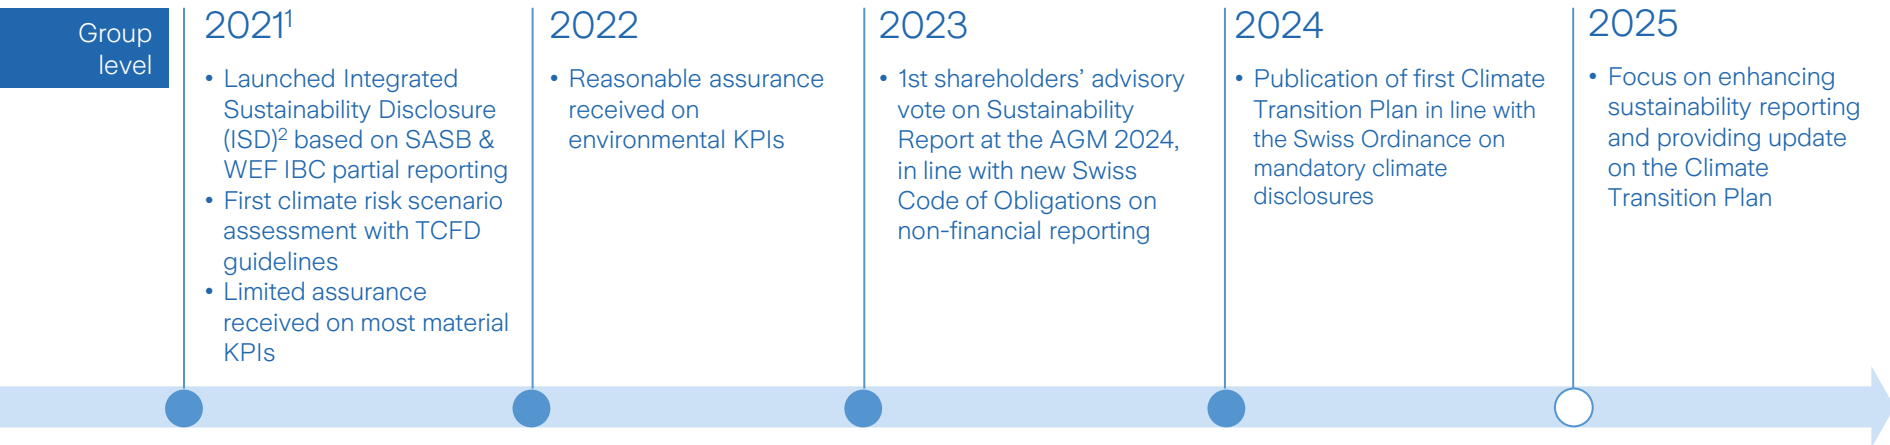 Group
level
2021¹
• Launched Integrated
Sustainability Disclosure
(ISD)² based on SASB &
WEF IBC partial reporting
• First climate risk scenario
assessment with TCFD
guidelines
• Limited assurance
received on most material
KPIs
2022
• Reasonable assurance
received on
environmental KPIs
2023
• 1st shareholders’ advisory
vote on Sustainability
Report at the AGM 2024,
in line with new Swiss
Code of Obligations on
non-financial reporting
2024
• Publication of first Climate
Transition Plan in line with
the Swiss Ordinance on
mandatory climate
disclosures
2025
• Focus on enhancing
sustainability reporting
and providing update
on the Climate
Transition Plan